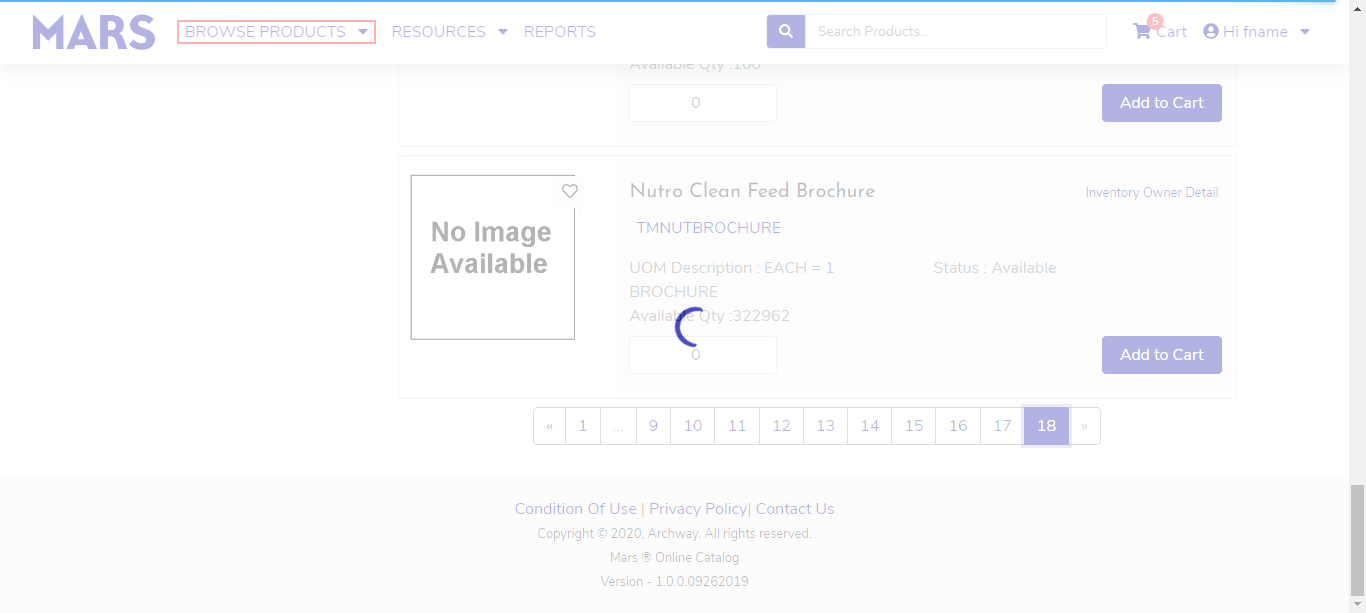 MARS BROWSE PRODUCTS RESOURCES REPORTS Search Products... 5 Cart Hi fname
Available Qty :100
0 Add to Cart
No Image Available
Nutro Clean Feed Brochure Inventory Owner Detail
TMNUTBROCHURE
UOM Description : EACH = 1 BROCHURE Status : Available
Available Qty :322962
0 Add to Cart
« 1 ... 9 10 11 12 13 14 15 16 17 18 »
Condition Of Use | Privacy Policy| Contact Us
Copyright © 2020, Archway. All rights reserved.
Mars ® Online Catalog
Version - 1.0.0.09262019